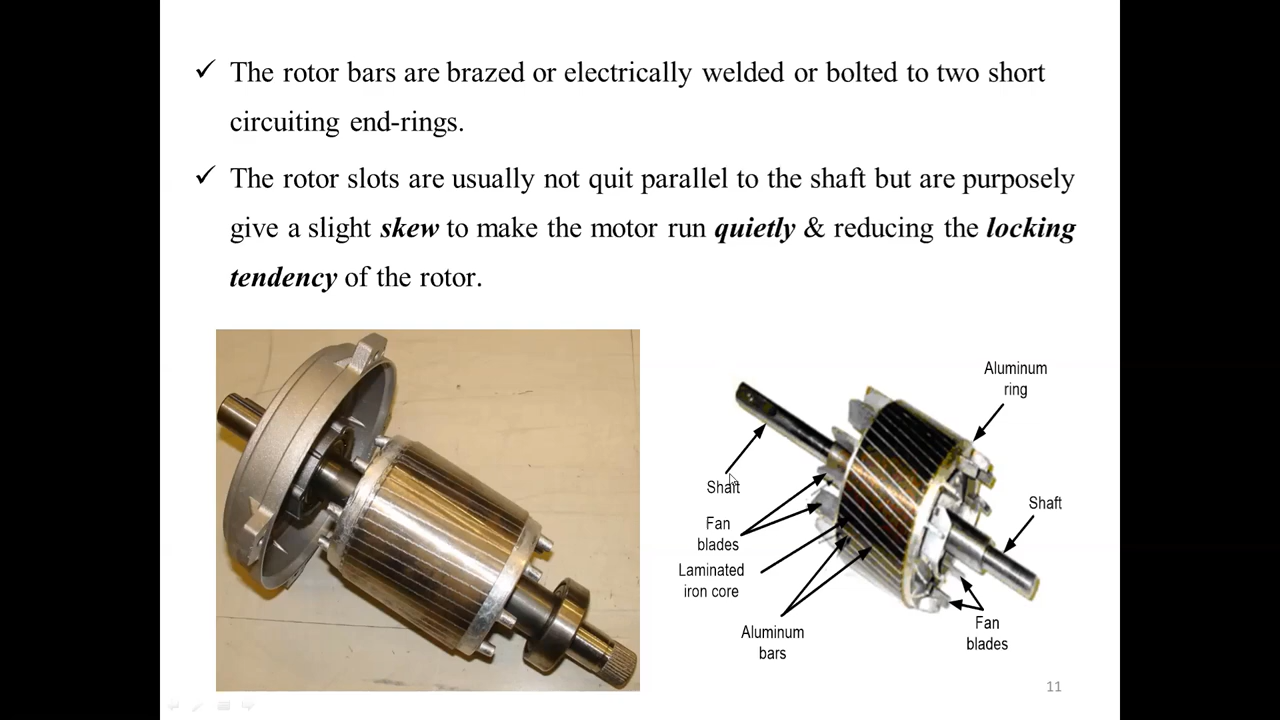 ✓ The rotor bars are brazed or electrically welded or bolted to two short
circuiting end-rings.
✓ The rotor slots are usually not quit parallel to the shaft but are purposely
give a slight skew to make the motor run quietly & reducing the locking
tendency of the rotor.
Aluminum
ring
Shaft
Shaft
Fan
blades
Laminated
iron core
Aluminum
bars
Fan
blades
11